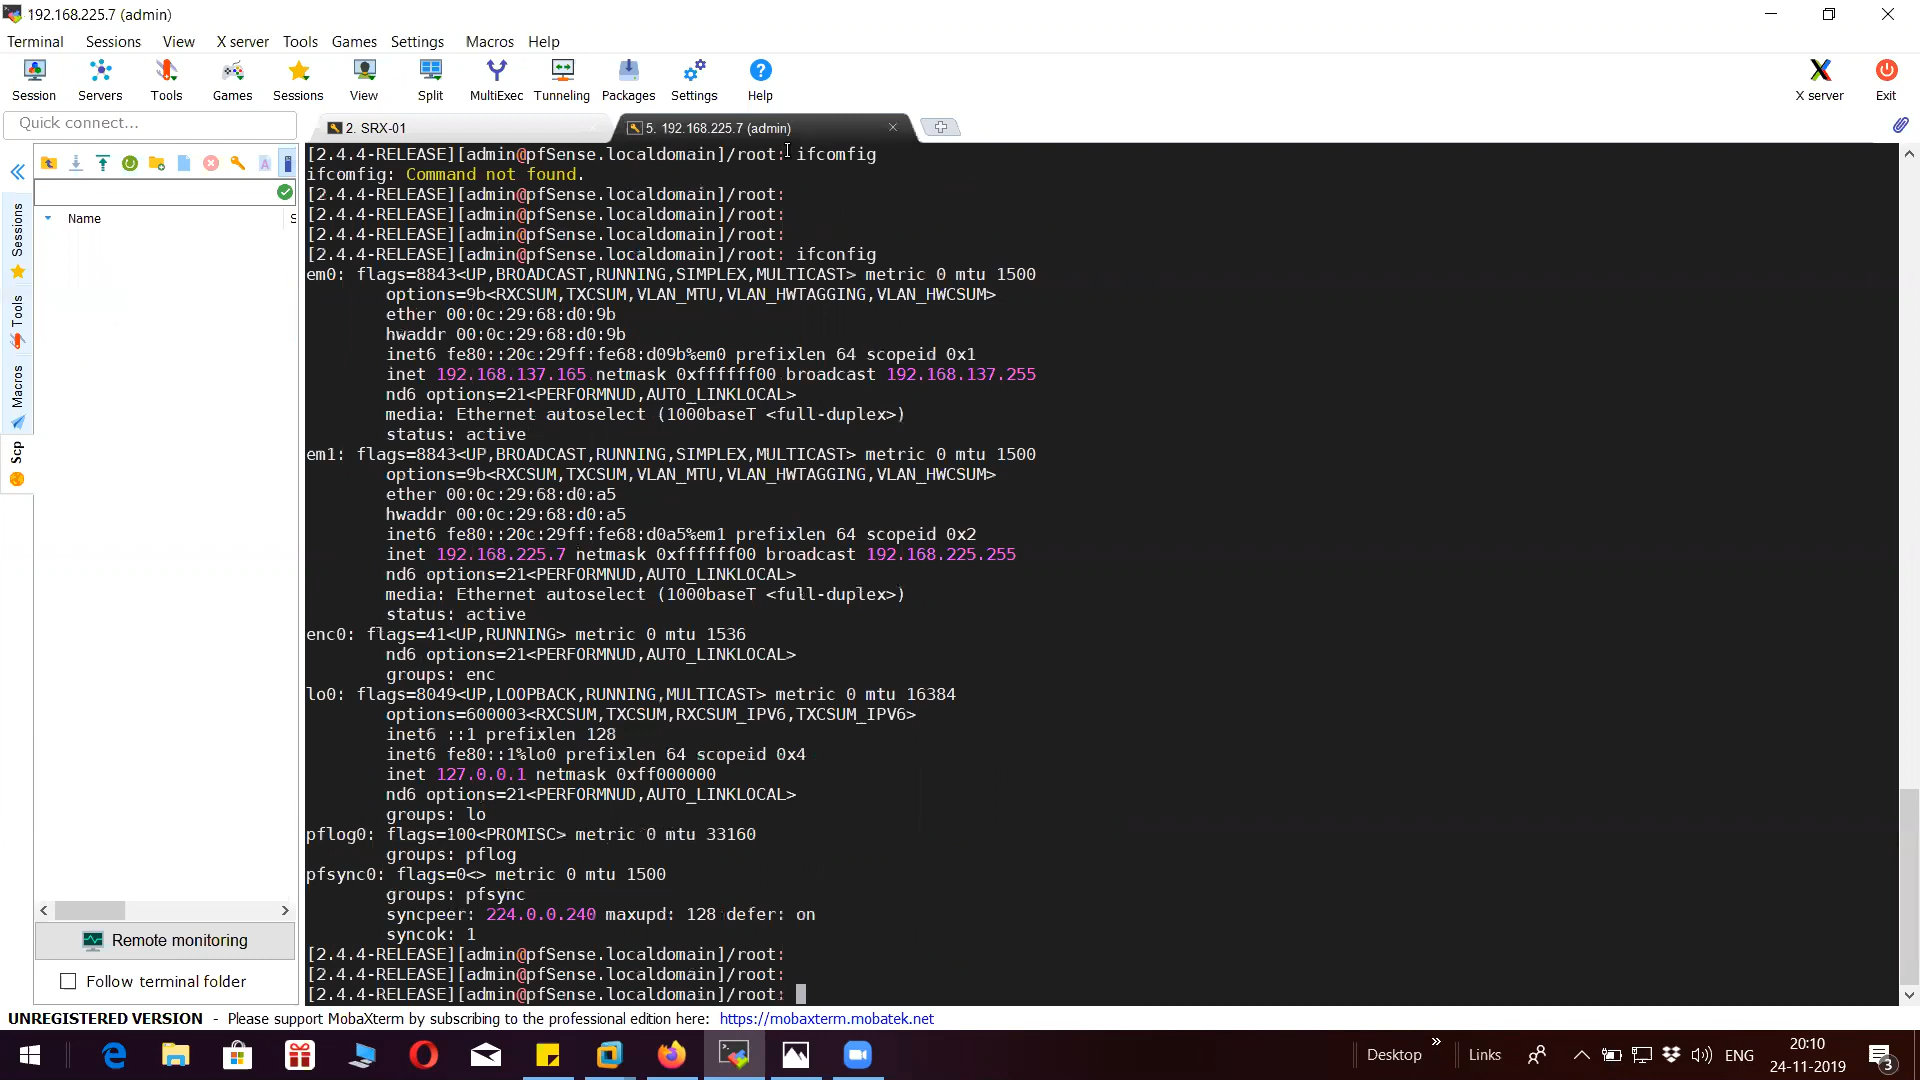 192.168.225.7 (admin)
Terminal Sessions View X server Tools Games Settings Macros Help
Session Servers Tools Games Sessions View Split MultiExec Tunneling Packages Settings Help X server Exit
Quick connect...
2. SRX-01
5. 192.168.225.7 (admin)
Name
S
Sessions
Tools
Macros
Scp
[2.4.4-RELEASE][admin@pfSense.localdomain]/root: ifcomfig
ifcomfig: Command not found.
[2.4.4-RELEASE][admin@pfSense.localdomain]/root:
[2.4.4-RELEASE][admin@pfSense.localdomain]/root:
[2.4.4-RELEASE][admin@pfSense.localdomain]/root:
[2.4.4-RELEASE][admin@pfSense.localdomain]/root: ifconfig
em0: flags=8843<UP,BROADCAST,RUNNING,SIMPLEX,MULTICAST> metric 0 mtu 1500
options=9b<RXCSUM,TXCSUM,VLAN_MTU,VLAN_HWTAGGING,VLAN_HWCSUM>
ether 00:0c:29:68:d0:9b
hwaddr 00:0c:29:68:d0:9b
inet6 fe80::20c:29ff:fe68:d09b%em0 prefixlen 64 scopeid 0x1
inet 192.168.137.165 netmask 0xffffff00 broadcast 192.168.137.255
nd6 options=21<PERFORMNUD,AUTO_LINKLOCAL>
media: Ethernet autoselect (1000baseT <full-duplex>)
status: active
em1: flags=8843<UP,BROADCAST,RUNNING,SIMPLEX,MULTICAST> metric 0 mtu 1500
options=9b<RXCSUM,TXCSUM,VLAN_MTU,VLAN_HWTAGGING,VLAN_HWCSUM>
ether 00:0c:29:68:d0:a5
hwaddr 00:0c:29:68:d0:a5
inet6 fe80::20c:29ff:fe68:d0a5%em1 prefixlen 64 scopeid 0x2
inet 192.168.225.7 netmask 0xffffff00 broadcast 192.168.225.255
nd6 options=21<PERFORMNUD,AUTO_LINKLOCAL>
media: Ethernet autoselect (1000baseT <full-duplex>)
status: active
enc0: flags=41<UP,RUNNING> metric 0 mtu 1536
nd6 options=21<PERFORMNUD,AUTO_LINKLOCAL>
groups: enc
lo0: flags=8049<UP,LOOPBACK,RUNNING,MULTICAST> metric 0 mtu 16384
options=600003<RXCSUM,TXCSUM,RXCSUM_IPV6,TXCSUM_IPV6>
inet6 ::1 prefixlen 128
inet6 fe80::1%lo0 prefixlen 64 scopeid 0x4
inet 127.0.0.1 netmask 0xff000000
nd6 options=21<PERFORMNUD,AUTO_LINKLOCAL>
groups: lo
pflog0: flags=100<PROMISC> metric 0 mtu 33160
groups: pflog
pfsync0: flags=0<> metric 0 mtu 1500
groups: pfsync
syncpeer: 224.0.0.240 maxupd: 128 defer: on
syncok: 1
[2.4.4-RELEASE][admin@pfSense.localdomain]/root:
[2.4.4-RELEASE][admin@pfSense.localdomain]/root:
[2.4.4-RELEASE][admin@pfSense.localdomain]/root:
Remote monitoring
Follow terminal folder
UNREGISTERED VERSION - Please support MobaXterm by subscribing to the professional edition here: https://mobaxterm.mobatek.net
Desktop » Links ENG
20:10
24-11-2019
3